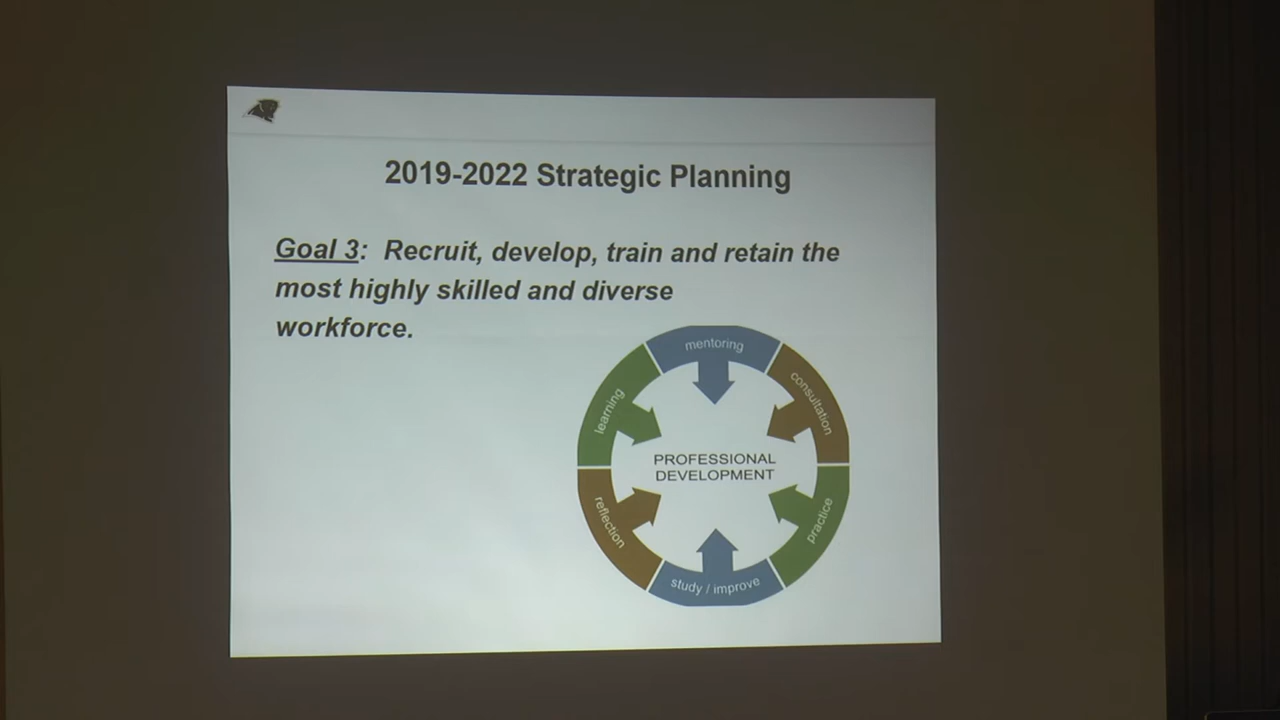 2019-2022 Strategic Planning
Goal 3: Recruit, develop, train and retain the
most highly skilled and diverse
workforce.
mentoring
consultation
learning
PROFESSIONAL
DEVELOPMENT
reflection
practice
study / improve